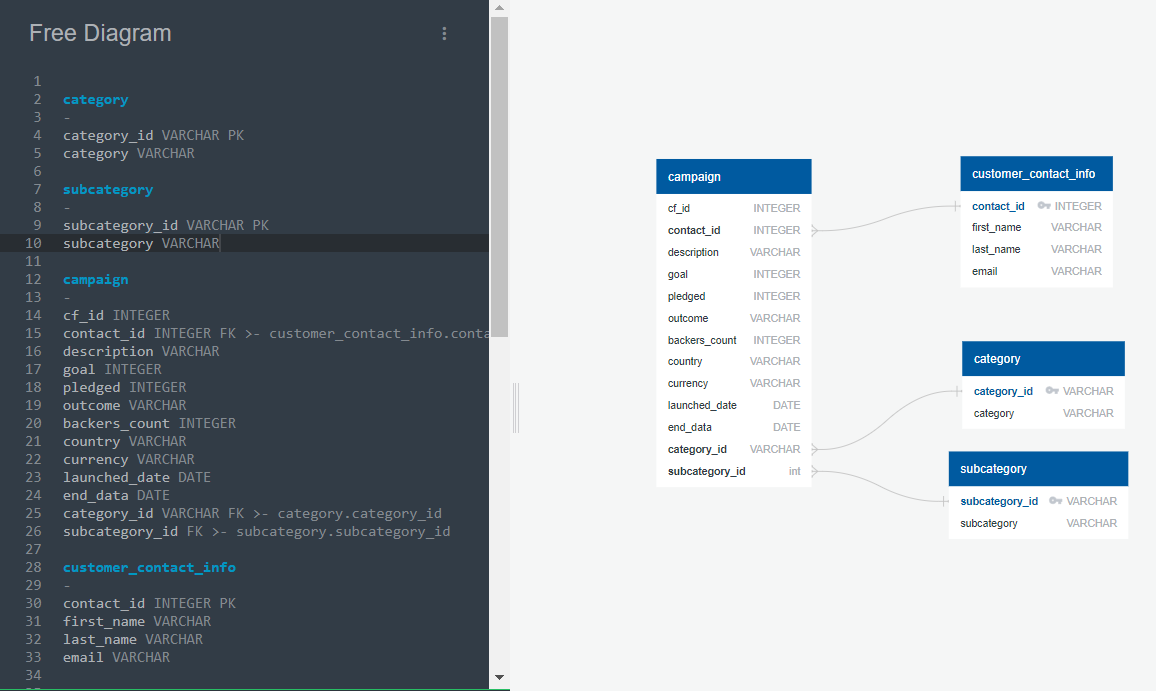 Free Diagram
1
2 category
3 -
4 category_id VARCHAR PK
5 category VARCHAR
6
7 subcategory
8 -
9 subcategory_id VARCHAR PK
10 subcategory VARCHAR
11
12 campaign
13 -
14 cf_id INTEGER
15 contact_id INTEGER FK >- customer_contact_info.conta
16 description VARCHAR
17 goal INTEGER
18 pledged INTEGER
19 outcome VARCHAR
20 backers_count INTEGER
21 country VARCHAR
22 currency VARCHAR
23 launched_date DATE
24 end_data DATE
25 category_id VARCHAR FK >- category.category_id
26 subcategory_id FK >- subcategory.subcategory_id
27
28 customer_contact_info
29 -
30 contact_id INTEGER PK
31 first_name VARCHAR
32 last_name VARCHAR
33 email VARCHAR
34
campaign
cf_id INTEGER
contact_id INTEGER
description VARCHAR
goal INTEGER
pledged INTEGER
outcome VARCHAR
backers_count INTEGER
country VARCHAR
currency VARCHAR
launched_date DATE
end_data DATE
category_id VARCHAR
subcategory_id int
customer_contact_info
contact_id INTEGER
first_name VARCHAR
last_name VARCHAR
email VARCHAR
category
category_id VARCHAR
category VARCHAR
subcategory
subcategory_id VARCHAR
subcategory VARCHAR